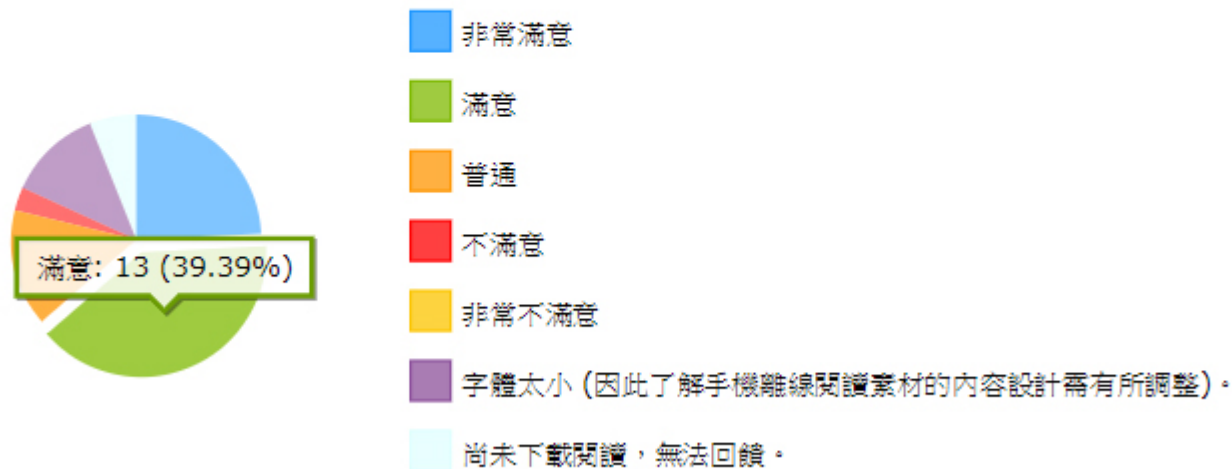 非常滿意
滿意
普通
不滿意
滿意: 13 (39.39%)
非常不滿意
字體太小 (因此了解手機離線閱讀素材的內容設計需有所調整)。
尚未下載閱讀，無法回饋。